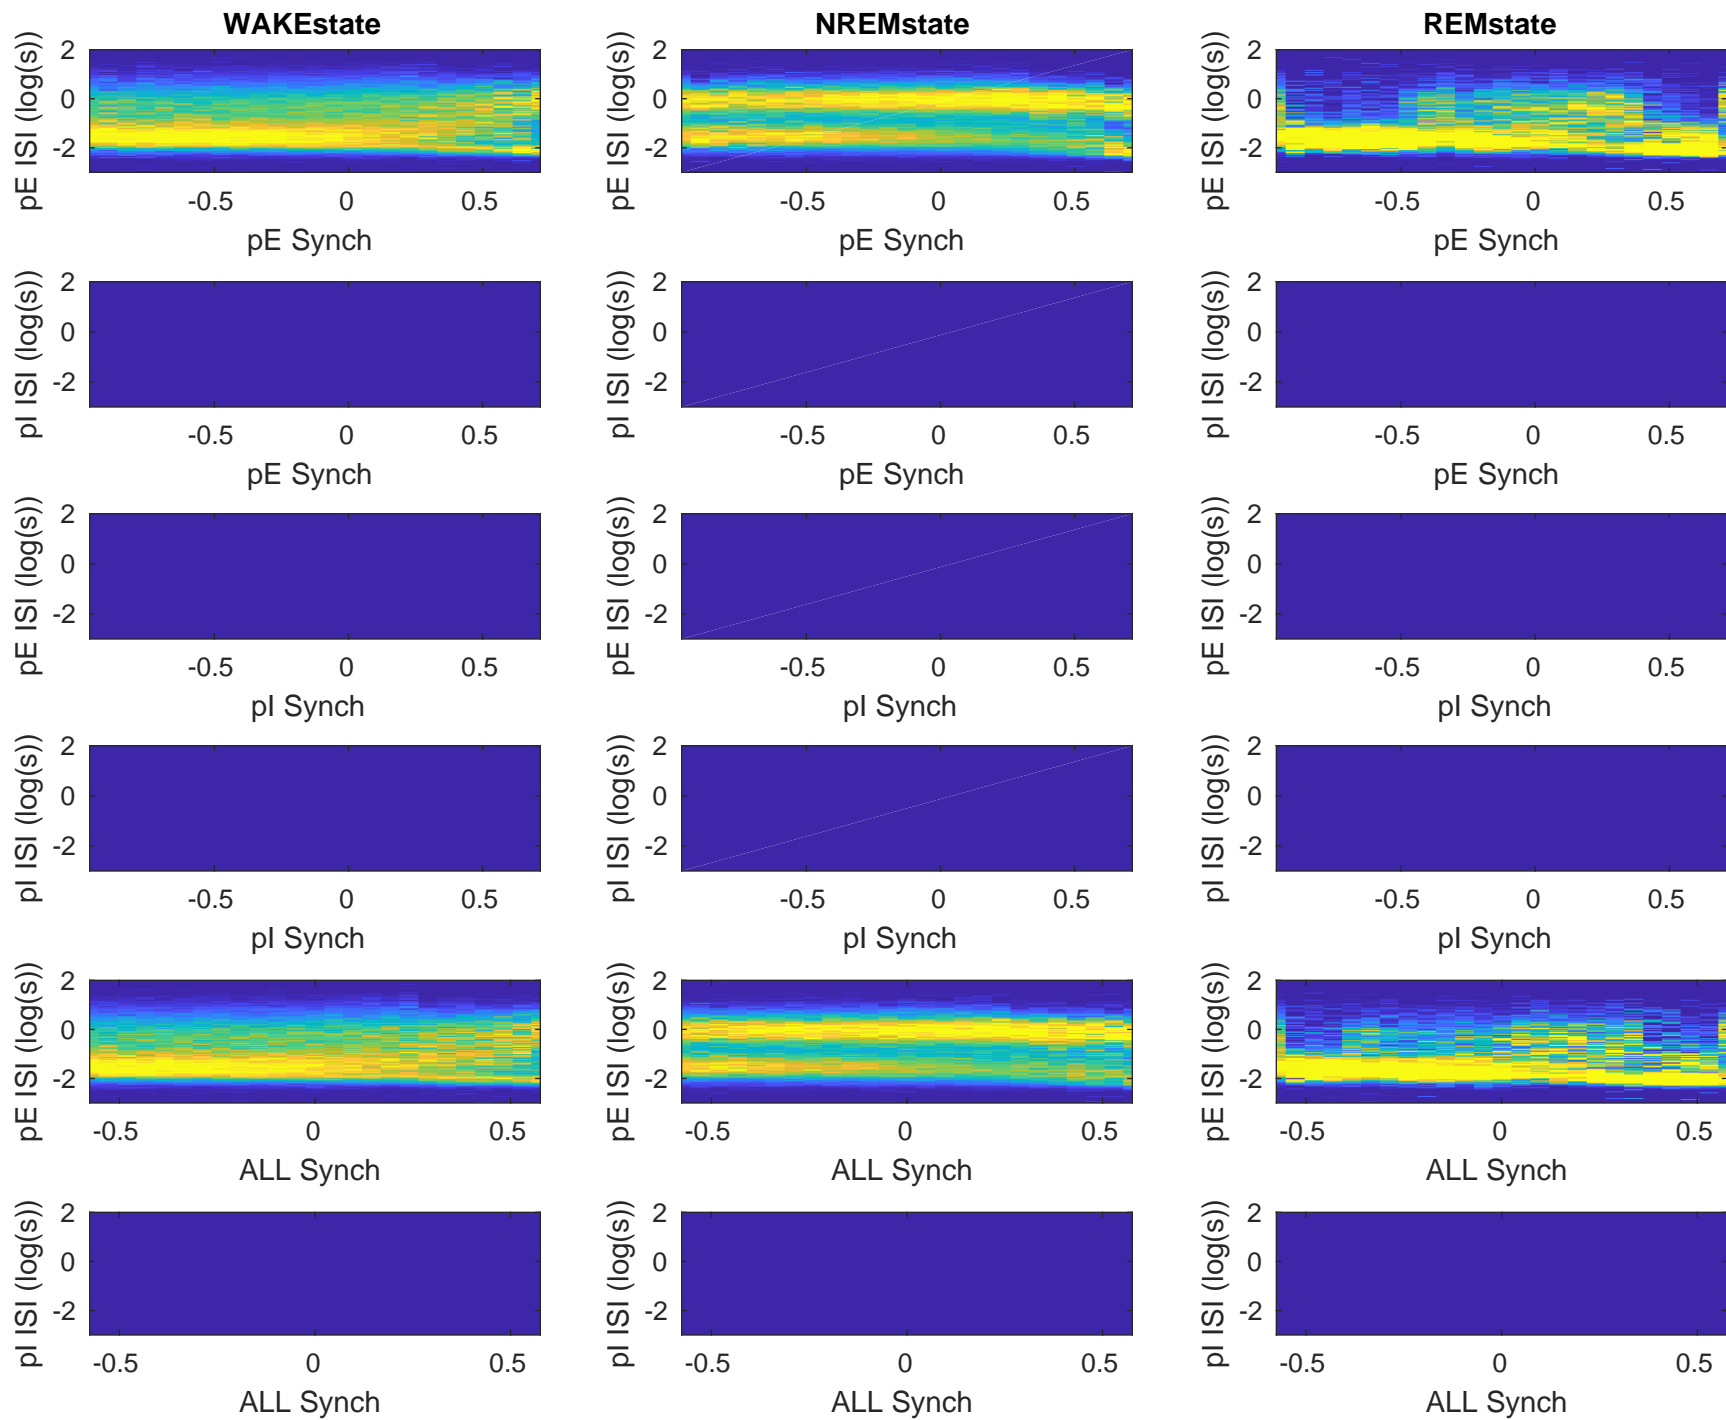 WAKEstate NREMstate REMstate
pE ISI (log(s)) 2 0 -2 pE ISI (log(s)) 2 0 -2 pE ISI (log(s)) 2 0 -2
-0.5 0 0.5 -0.5 0 0.5 -0.5 0 0.5
pE Synch pE Synch pE Synch
pI ISI (log(s)) 2 0 -2 pI ISI (log(s)) 2 0 -2 pI ISI (log(s)) 2 0 -2
-0.5 0 0.5 -0.5 0 0.5 -0.5 0 0.5
pE Synch pE Synch pE Synch
pE ISI (log(s)) 2 0 -2 pE ISI (log(s)) 2 0 -2 pE ISI (log(s)) 2 0 -2
-0.5 0 0.5 -0.5 0 0.5 -0.5 0 0.5
pI Synch pI Synch pI Synch
pI ISI (log(s)) 2 0 -2 pI ISI (log(s)) 2 0 -2 pI ISI (log(s)) 2 0 -2
-0.5 0 0.5 -0.5 0 0.5 -0.5 0 0.5
pI Synch pI Synch pI Synch
pE ISI (log(s)) 2 0 -2 pE ISI (log(s)) 2 0 -2 pE ISI (log(s)) 2 0 -2
-0.5 0 0.5 -0.5 0 0.5 -0.5 0 0.5
ALL Synch ALL Synch ALL Synch
pI ISI (log(s)) 2 0 -2 pI ISI (log(s)) 2 0 -2 pI ISI (log(s)) 2 0 -2
-0.5 0 0.5 -0.5 0 0.5 -0.5 0 0.5
ALL Synch ALL Synch ALL Synch